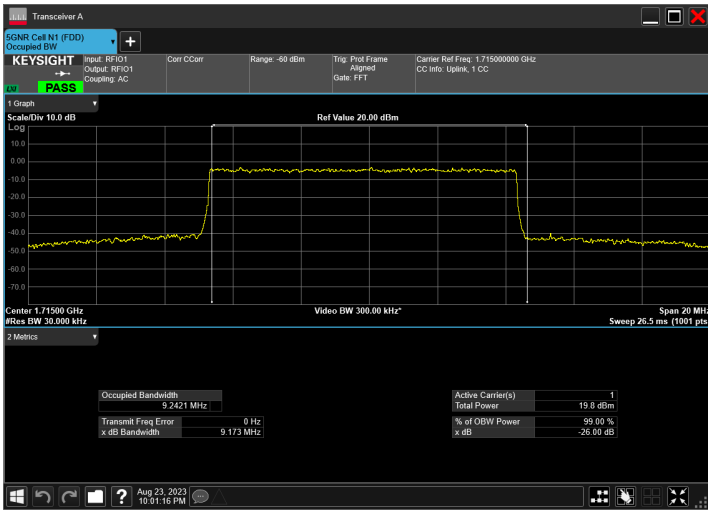 Transceiver A
5GNR Cell N1 (FDD)
Occupied BW
KEYSIGHT
LXI
PASS
Input: RFIO1
Output: RFIO1
Coupling: AC
Corr CCorr
Range: -60 dBm
Trig: Prot Frame
Aligned
Gate: FFT
Carrier Ref Freq: 1.715000000 GHz
CC Info: Uplink, 1 CC
1 Graph
Scale/Div 10.0 dB
Ref Value 20.00 dBm
Log
10.0
0.00
-10.0
-20.0
-30.0
-40.0
-50.0
-60.0
-70.0
Center 1.71500 GHz
Video BW 300.00 kHz*
Span 20 MHz
#Res BW 30.000 kHz
Sweep 26.5 ms (1001 pts
2 Metrics
Occupied Bandwidth
9.2421 MHz
Transmit Freq Error 0 Hz
x dB Bandwidth 9.173 MHz
Active Carrier(s) 1
Total Power 19.8 dBm
% of OBW Power 99.00 %
x dB -26.00 dB
?
Aug 23, 2023
10:01:16 PM